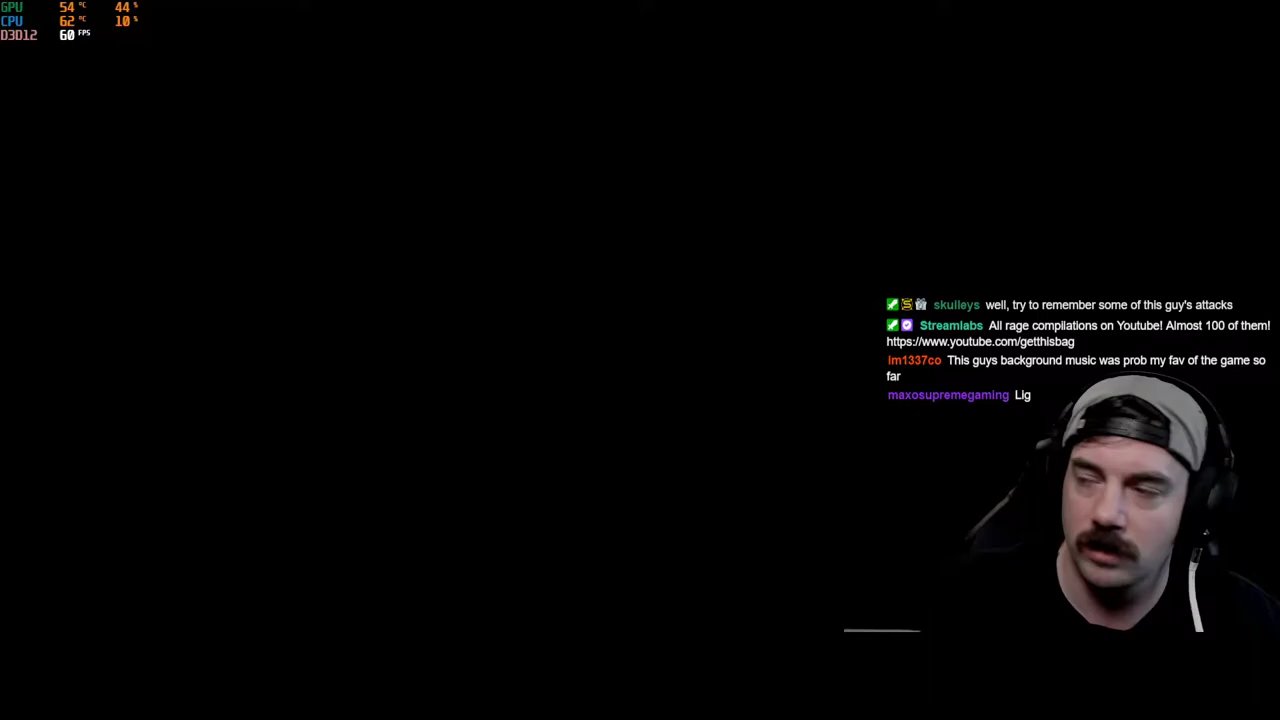 GPU 54 °C 44 %
CPU 62 °C 10 %
D3D12 60 FPS
skulleys well, try to remember some of this guy's attacks
Streamlabs All rage compilations on Youtube! Almost 100 of them!
https://www.youtube.com/getthisbag
lm1337co This guys background music was prob my fav of the game so
far
maxosupremegaming Lig